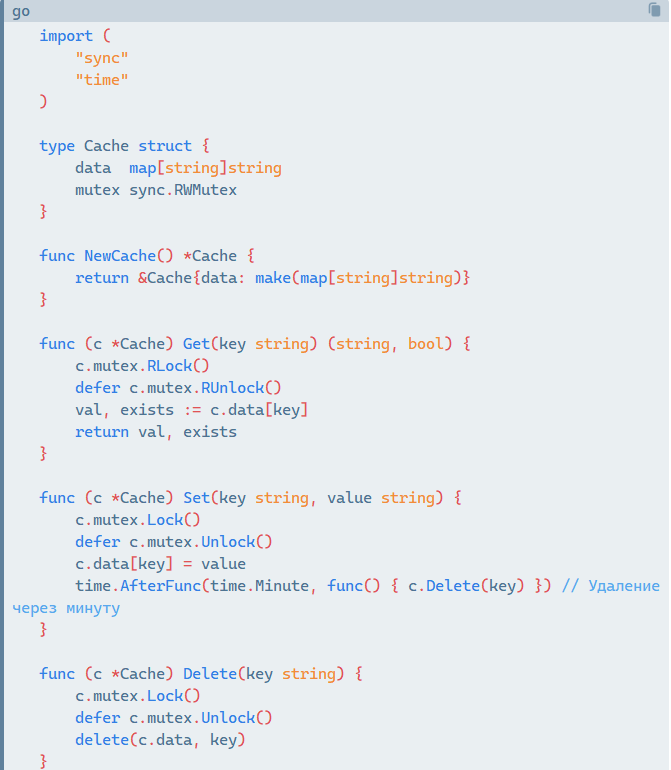 go
import (
    "sync"
    "time"
)

type Cache struct {
    data  map[string]string
    mutex sync.RWMutex
}

func NewCache() *Cache {
    return &Cache{data: make(map[string]string)}
}

func (c *Cache) Get(key string) (string, bool) {
    c.mutex.RLock()
    defer c.mutex.RUnlock()
    val, exists := c.data[key]
    return val, exists
}

func (c *Cache) Set(key string, value string) {
    c.mutex.Lock()
    defer c.mutex.Unlock()
    c.data[key] = value
    time.AfterFunc(time.Minute, func() { c.Delete(key) }) // Удаление
через минуту
}

func (c *Cache) Delete(key string) {
    c.mutex.Lock()
    defer c.mutex.Unlock()
    delete(c.data, key)
}